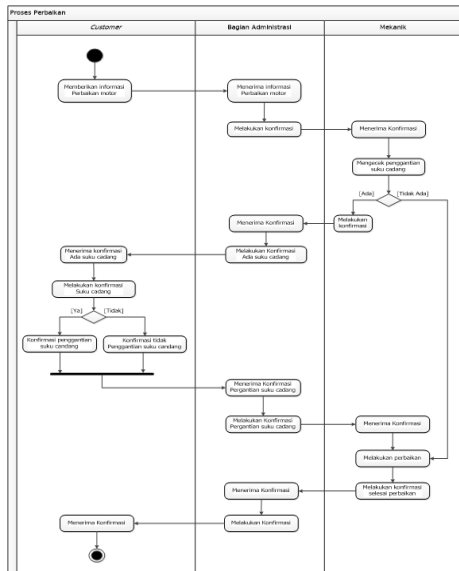 Proses Perbaikan
Customer
Bagian Administrasi
Mekanik
Memberikan informasi
Perbaikan motor
Menerima informasi
Perbaikan motor
Melakukan konfirmasi
Menerima Konfirmasi
Mengecek penggantian
suku cadang
[Ada]
[Tidak Ada]
Melakukan
konfirmasi
Menerima Konfirmasi
Melakukan Konfirmasi
Ada suku cadang
Menerima konfirmasi
Ada suku cadang
Melakukan konfirmasi
Suku cadang
[Ya]
[Tidak]
Konfirmasi penggantian
suku candang
Konfirmasi tidak
Penggantian suku candang
Menerima Konfirmasi
Pergantian suku cadang
Melakukan Konfirmasi
Pergantian suku cadang
Menerima Konfirmasi
Melakukan perbaikan
Melakukan konfirmasi
selesai perbaikan
Menerima Konfirmasi
Melakukan Konfirmasi
Menerima Konfirmasi